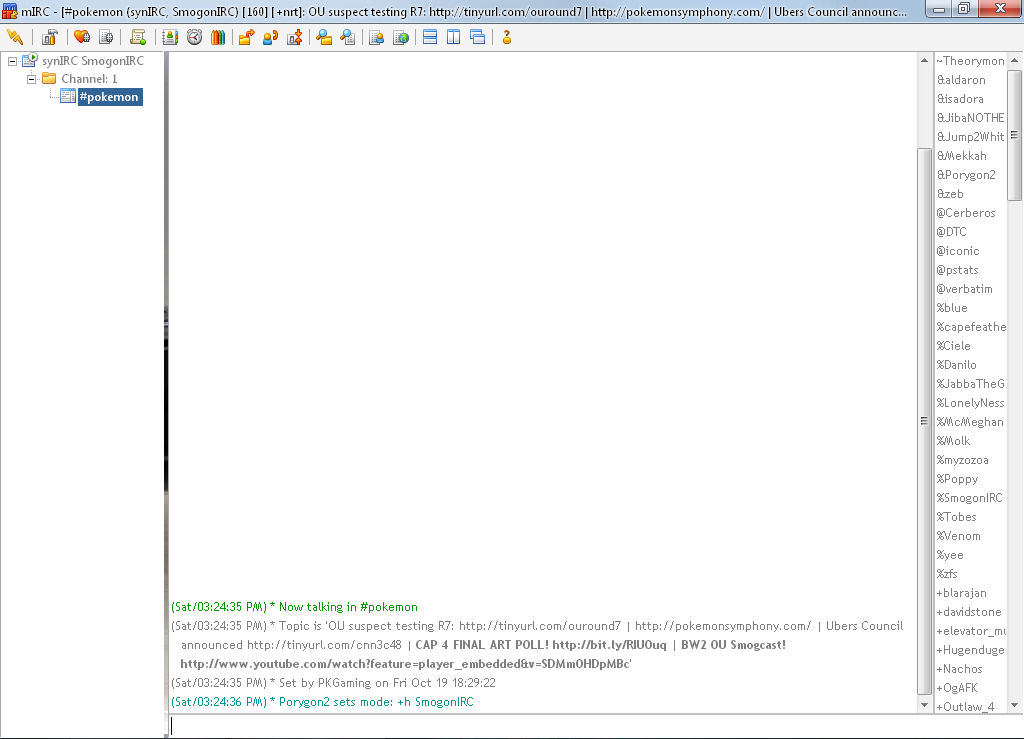 mIRC - [#pokemon (synIRC, SmogonIRC) [160] [+nrt]: OU suspect testing R7: http://tinyurl.com/ouround7 | http://pokemonsymphony.com/ | Ubers Council announc...
synIRC SmogonIRC
Channel: 1
#pokemon
(Sat/03:24:35 PM) * Now talking in #pokemon
(Sat/03:24:35 PM) * Topic is 'OU suspect testing R7: http://tinyurl.com/ouround7 | http://pokemonsymphony.com/ | Ubers Council
announced http://tinyurl.com/cnn3c48 | CAP 4 FINAL ART POLL! http://bit.ly/RIUOuq | BW2 OU Smogcast!
http://www.youtube.com/watch?feature=player_embedded&v=SDMmOHDpMBc'
(Sat/03:24:35 PM) * Set by PKGaming on Fri Oct 19 18:29:22
(Sat/03:24:36 PM) * Porygon2 sets mode: +h SmogonIRC
~Theorymon
&aldaron
&isadora
&JibaNOTHE
&Jump2Whit
&Mekkah
&Porygon2
&zeb
@Cerberos
@DTC
@iconic
@pstats
@verbatim
%blue
%capefeathe
%Ciele
%Danilo
%JabbaTheG
%LonelyNess
%McMeghan
%Molk
%myzozoa
%Poppy
%SmogonIRC
%Tobes
%Venom
%yee
%zfs
+blarajan
+davidstone
+elevator_mu
+Hugenduge
+Nachos
+OgAFK
+Outlaw_4